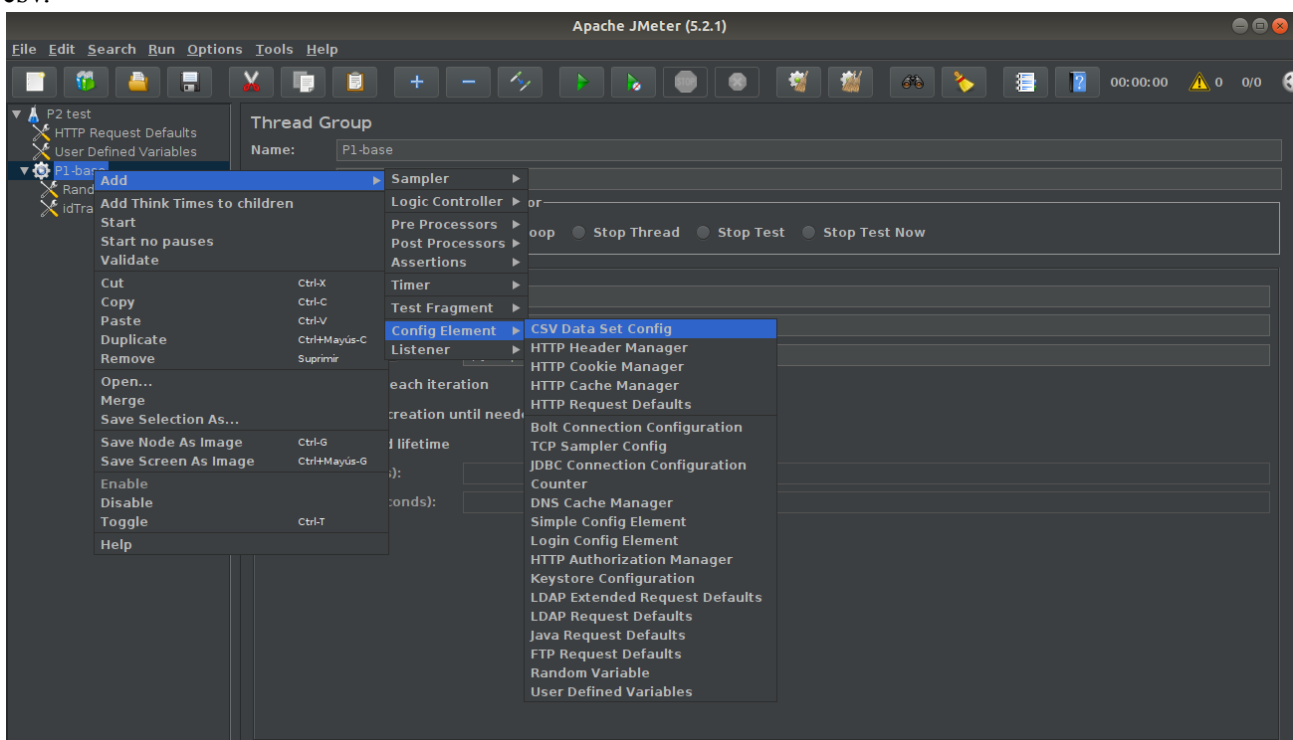 csv.
Apache JMeter (5.2.1)
File Edit Search Run Options Tools Help
00:00:00 0 0/0
P2 test
HTTP Request Defaults
User Defined Variables
P1-base
Rand
idTra
Thread Group
Name: P1-base
or
oop Stop Thread Stop Test Stop Test Now
each iteration
creation until neede
d lifetime
s):
conds):
Add
Add Think Times to children
Start
Start no pauses
Validate
Cut Ctrl-X
Copy Ctrl-C
Paste Ctrl-V
Duplicate Ctrl+Mayús-C
Remove Suprimir
Open...
Merge
Save Selection As...
Save Node As Image Ctrl-G
Save Screen As Image Ctrl+Mayús-G
Enable
Disable
Toggle Ctrl-T
Help
Sampler
Logic Controller
Pre Processors
Post Processors
Assertions
Timer
Test Fragment
Config Element
Listener
CSV Data Set Config
HTTP Header Manager
HTTP Cookie Manager
HTTP Cache Manager
HTTP Request Defaults
Bolt Connection Configuration
TCP Sampler Config
JDBC Connection Configuration
Counter
DNS Cache Manager
Simple Config Element
Login Config Element
HTTP Authorization Manager
Keystore Configuration
LDAP Extended Request Defaults
LDAP Request Defaults
Java Request Defaults
FTP Request Defaults
Random Variable
User Defined Variables